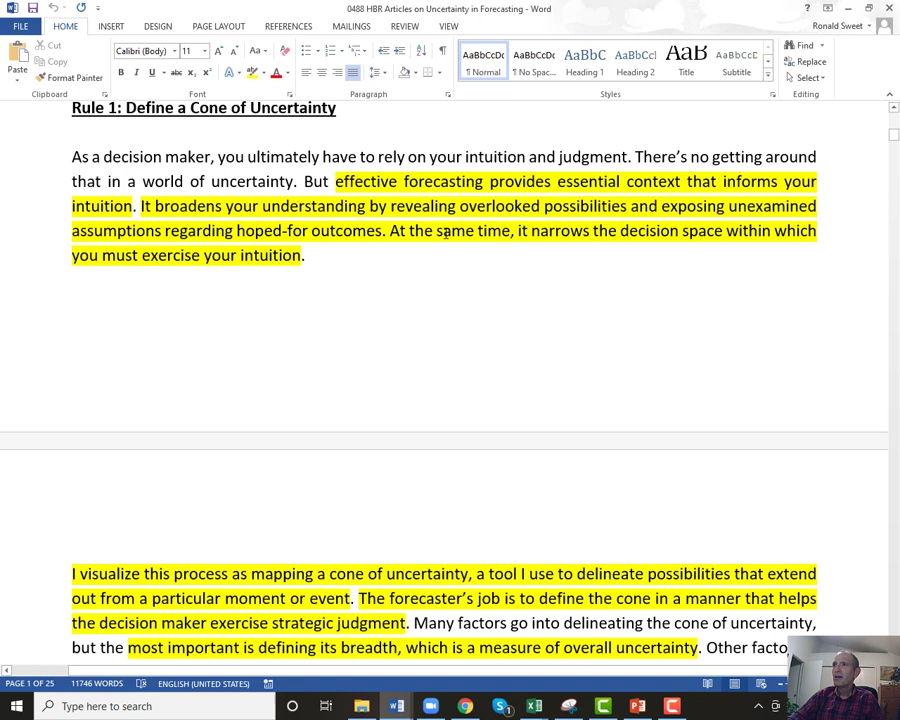 0488 HBR Articles on Uncertainty in Forecasting - Word
FILE HOME INSERT DESIGN PAGE LAYOUT REFERENCES MAILINGS REVIEW VIEW Ronald Sweet
Paste Cut Copy Format Painter
Calibri (Body) 11
AaBbCcDc AaBbCcDc AaBbC AaBbCc AaB AaBbCcD
¶ Normal ¶ No Spac... Heading 1 Heading 2 Title Subtitle
Find Replace Select
Clipboard Font Paragraph Styles Editing
Rule 1: Define a Cone of Uncertainty
As a decision maker, you ultimately have to rely on your intuition and judgment. There’s no getting around
that in a world of uncertainty. But effective forecasting provides essential context that informs your
intuition. It broadens your understanding by revealing overlooked possibilities and exposing unexamined
assumptions regarding hoped-for outcomes. At the same time, it narrows the decision space within which
you must exercise your intuition.
I visualize this process as mapping a cone of uncertainty, a tool I use to delineate possibilities that extend
out from a particular moment or event. The forecaster’s job is to define the cone in a manner that helps
the decision maker exercise strategic judgment. Many factors go into delineating the cone of uncertainty,
but the most important is defining its breadth, which is a measure of overall uncertainty. Other facto
PAGE 1 OF 25 11746 WORDS ENGLISH (UNITED STATES)
Type here to search